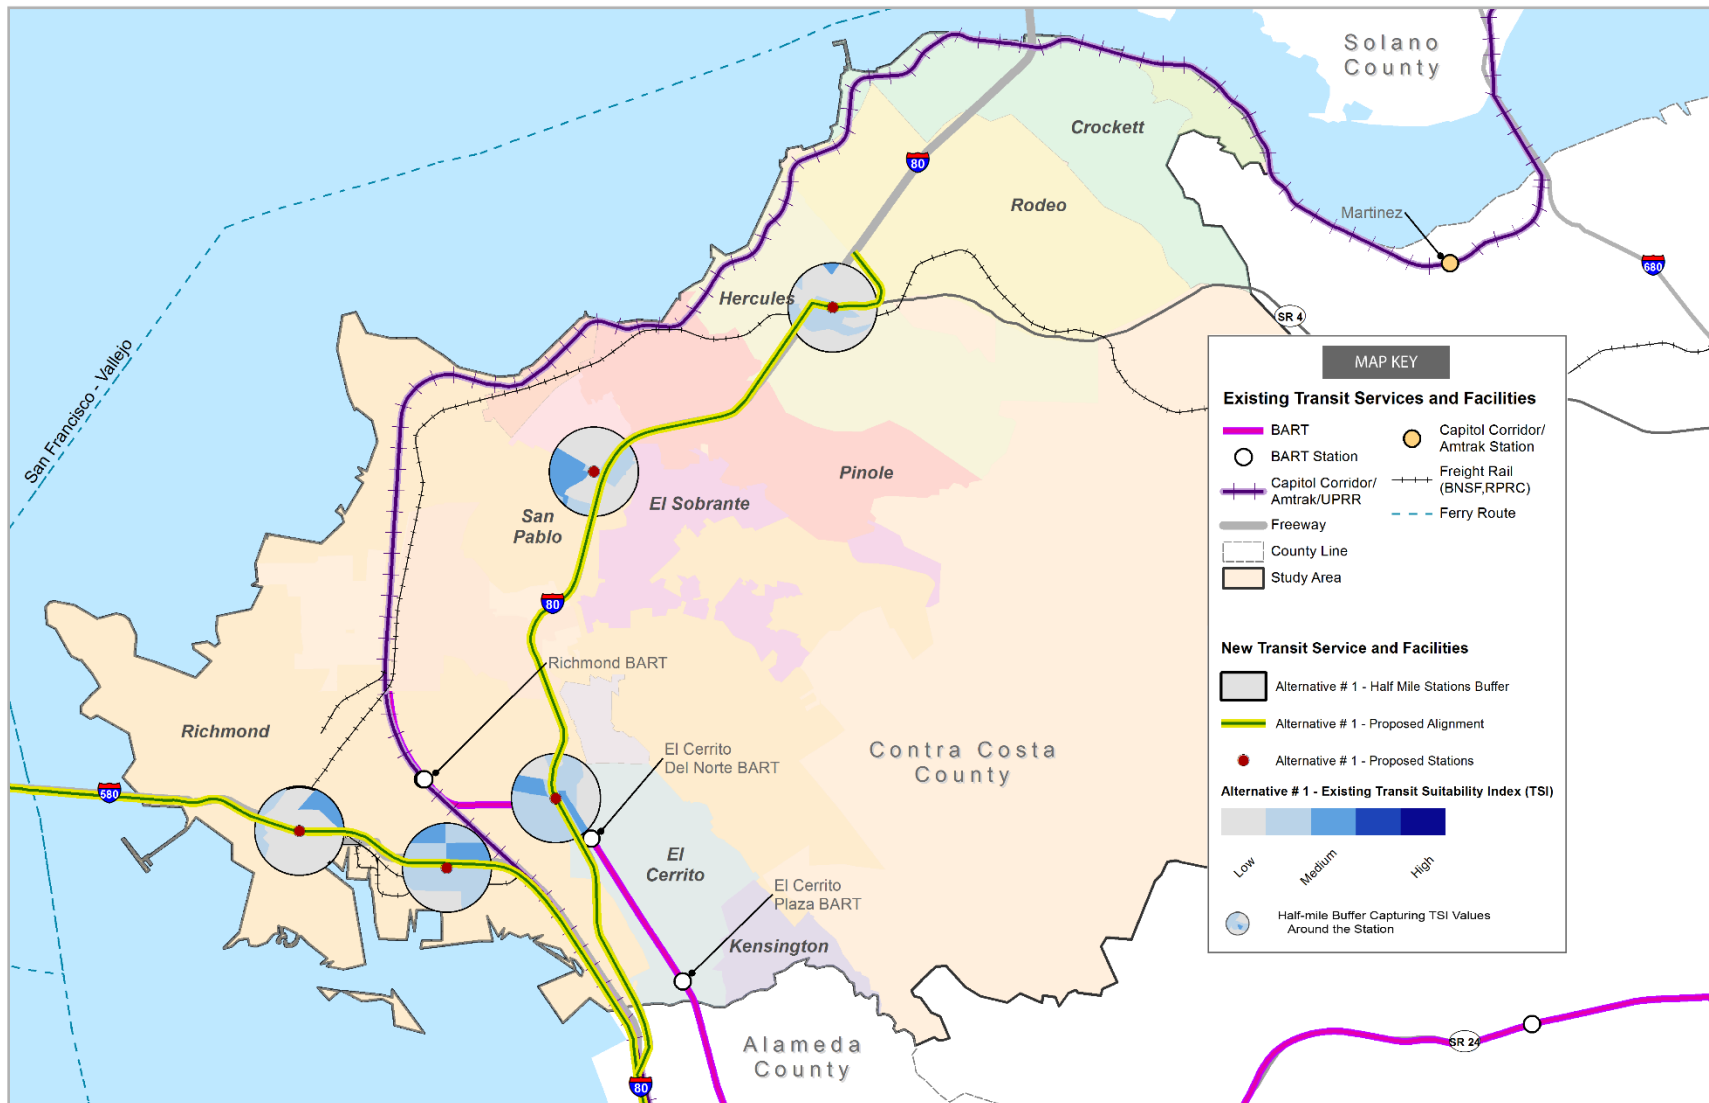 Solano
County
Crockett
80
Rodeo
Martinez
680
Hercules
SR 4
San Francisco - Vallejo
Pinole
El Sobrante
San
Pablo
80
Richmond BART
Richmond
El Cerrito
Del Norte BART
Contra Costa
County
580
El
Cerrito
El Cerrito
Plaza BART
Kensington
Alameda
County
80
SR 24
MAP KEY
Existing Transit Services and Facilities
BART
BART Station
Capitol Corridor/
Amtrak/UPRR
Freeway
County Line
Study Area
Capitol Corridor/
Amtrak Station
Freight Rail
(BNSF,RPRC)
Ferry Route
New Transit Service and Facilities
Alternative # 1 - Half Mile Stations Buffer
Alternative # 1 - Proposed Alignment
Alternative # 1 - Proposed Stations
Alternative # 1 - Existing Transit Suitability Index (TSI)
Low
Medium
High
Half-mile Buffer Capturing TSI Values
Around the Station